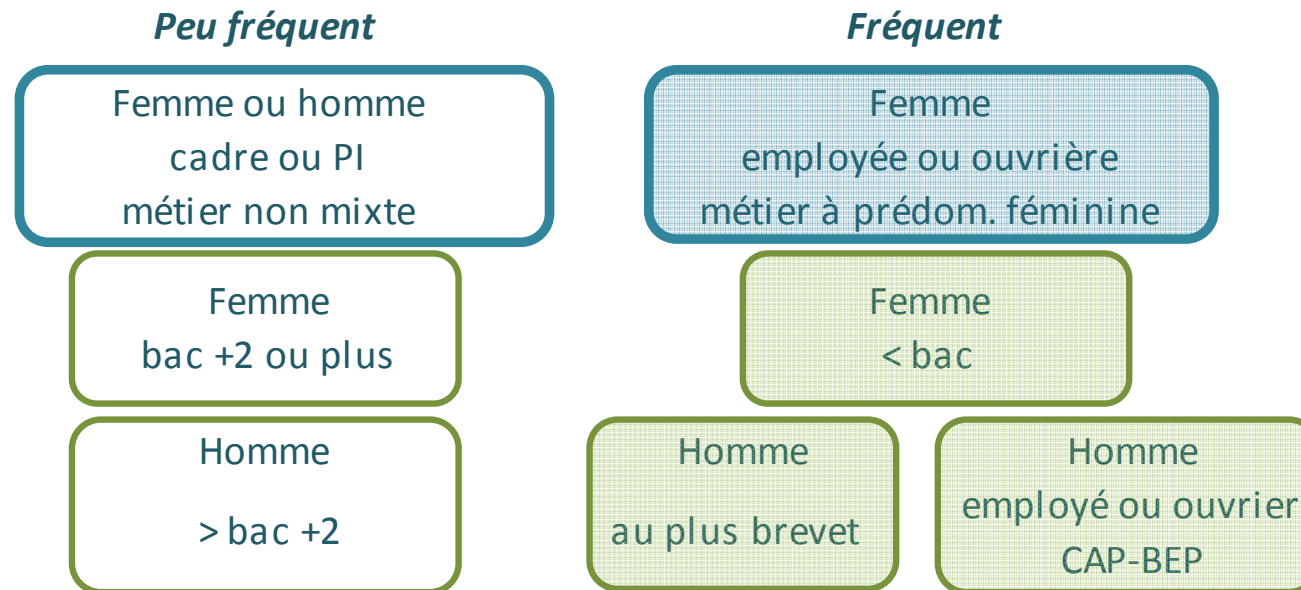 Peu fréquent
Fréquent
Femme ou homme
cadre ou PI
métier non mixte
Femme
employée ou ouvrière
métier à prédom. féminine
Femme
bac +2 ou plus
Femme
< bac
Homme
> bac +2
Homme
au plus brevet
Homme
employé ou ouvrier
CAP-BEP